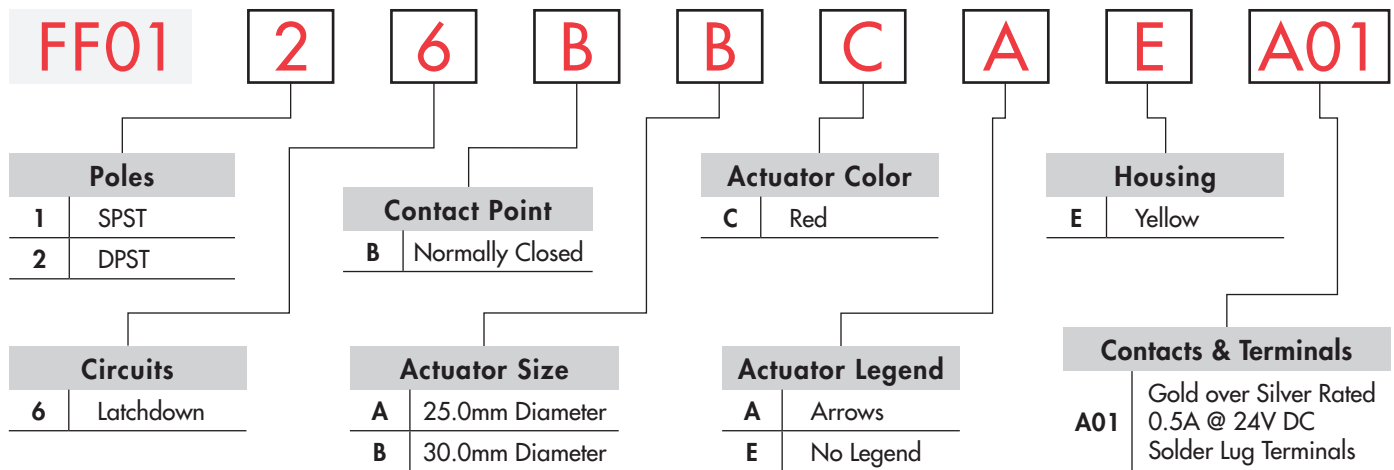 FF01 2 6 B B C A E A01
Poles
1 SPST
2 DPST
Contact Point
B Normally Closed
Actuator Color
C Red
Housing
E Yellow
Circuits
6 Latchdown
Actuator Size
A 25.0mm Diameter
B 30.0mm Diameter
Actuator Legend
A Arrows
E No Legend
Contacts & Terminals
A01 Gold over Silver Rated
0.5A @ 24V DC
Solder Lug Terminals